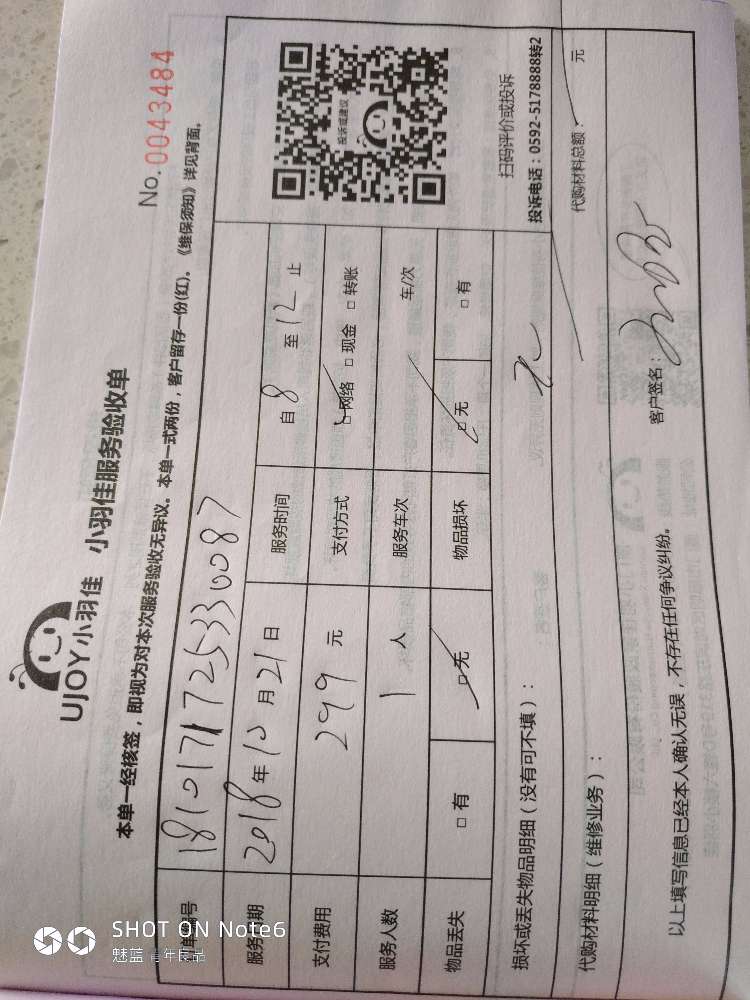 UJOY小羽佳 小羽佳服务验收单
No.0043484
本单一经核签，即视为对本次服务验收无异议。本单一式两份，客户留存一份(红)。《维保须知》详见背面。
单编号
服务日期 2018年10月21日 服务时间 自8至12止
支付费用 299元 支付方式 □网络 □现金 □转账
服务人数 1人 服务车次 车/次
物品丢失 □有 □无 物品损坏 □无 □有
投诉或建议
扫码评价或投诉
投诉电话：0592-5178888转2
损坏或丢失物品明细（没有可不填）：
代购材料明细（维修业务）：
代购材料总额： 元
以上填写信息已经本人确认无误，不存在任何争议纠纷。
客户签名：
SHOT ON Note6
魅蓝 青年良品